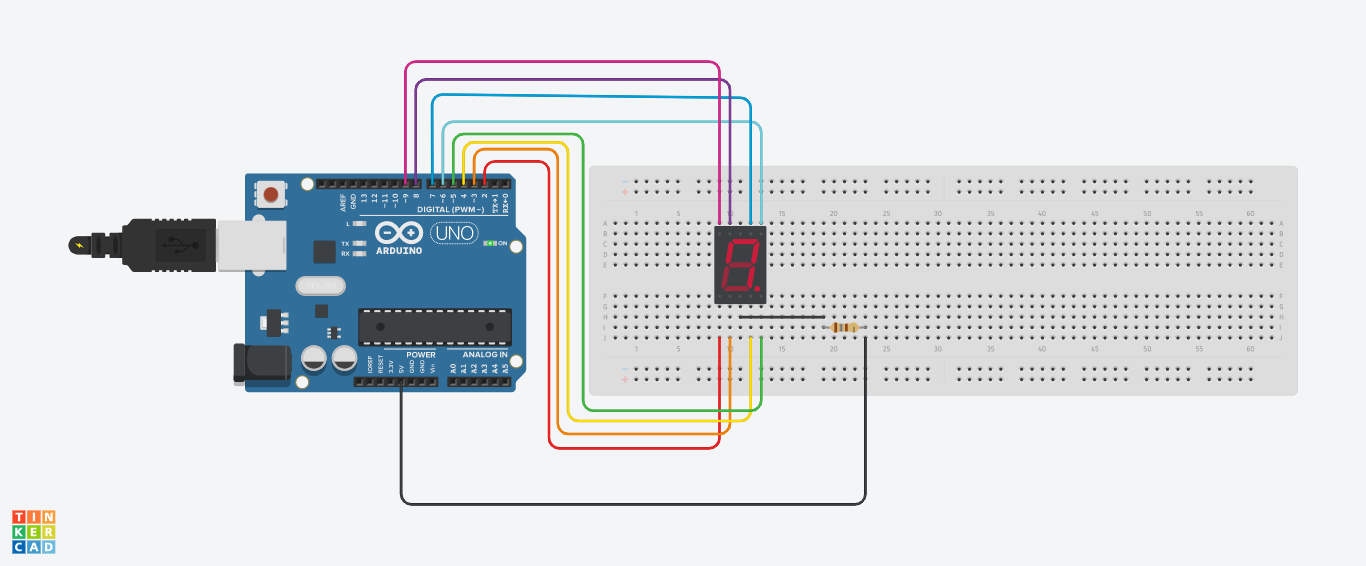 1 5 10 15 20 25 30 35 40 45 50 55 60
A A
B B
C C
D D
E E
AREF
GND
13
12
~11
~10
~9
8
7
~6
~5
4
~3
2
TX→1
RX←0
DIGITAL (PWM~)
L
TX
RX
UNO
ARDUINO
ON
F F
G G
H H
I I
J J
1 5 10 15 20 25 30 35 40 45 50 55 60
POWER
ANALOG IN
IOREF
RESET
3.3V
5V
GND
GND
Vin
A0
A1
A2
A3
A4
A5
TIN
KER
CAD